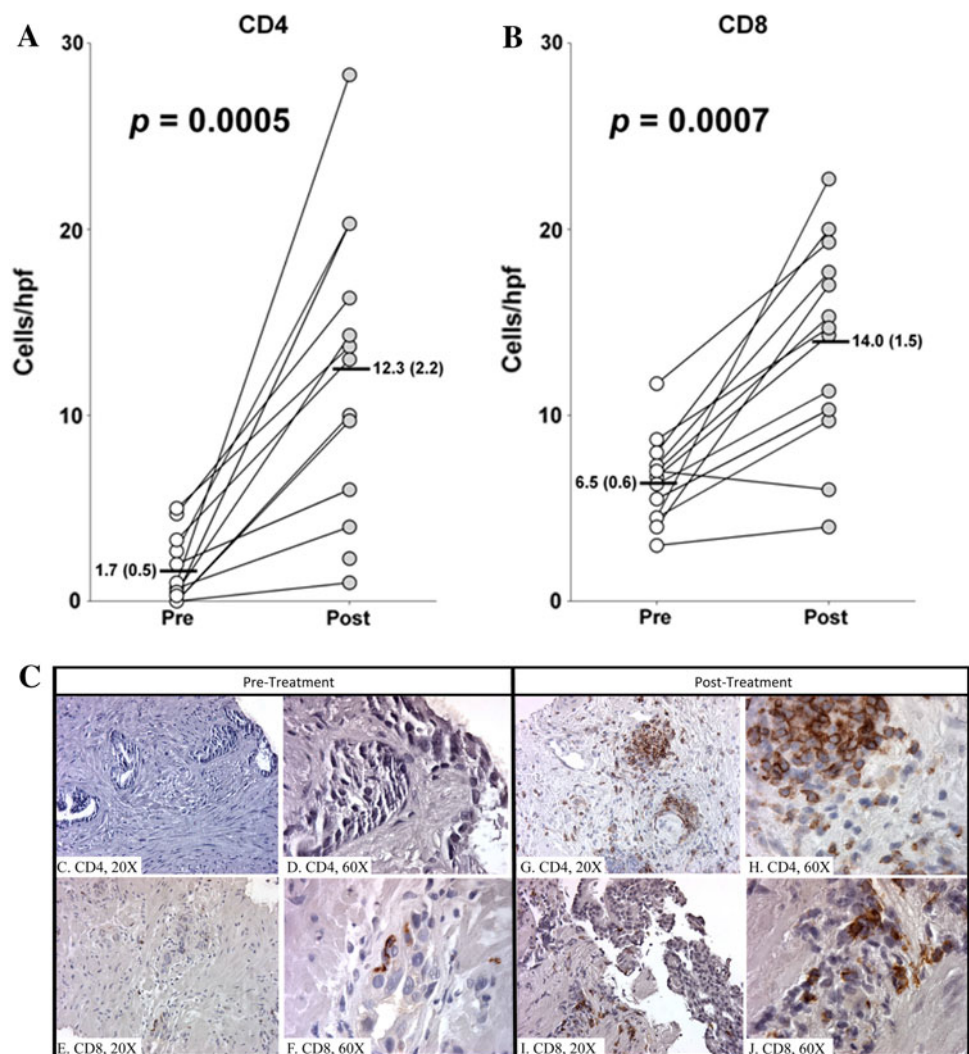 A
CD4
30
p = 0.0005
20
Cells/hpf
12.3 (2.2)
10
1.7 (0.5)
0
Pre
Post
B
CD8
30
p = 0.0007
20
Cells/hpf
14.0 (1.5)
10
6.5 (0.6)
0
Pre
Post
C
Pre-Treatment
Post-Treatment
C. CD4, 20X
D. CD4, 60X
G. CD4, 20X
H. CD4, 60X
E. CD8, 20X
F. CD8, 60X
I. CD8, 20X
J. CD8, 60X